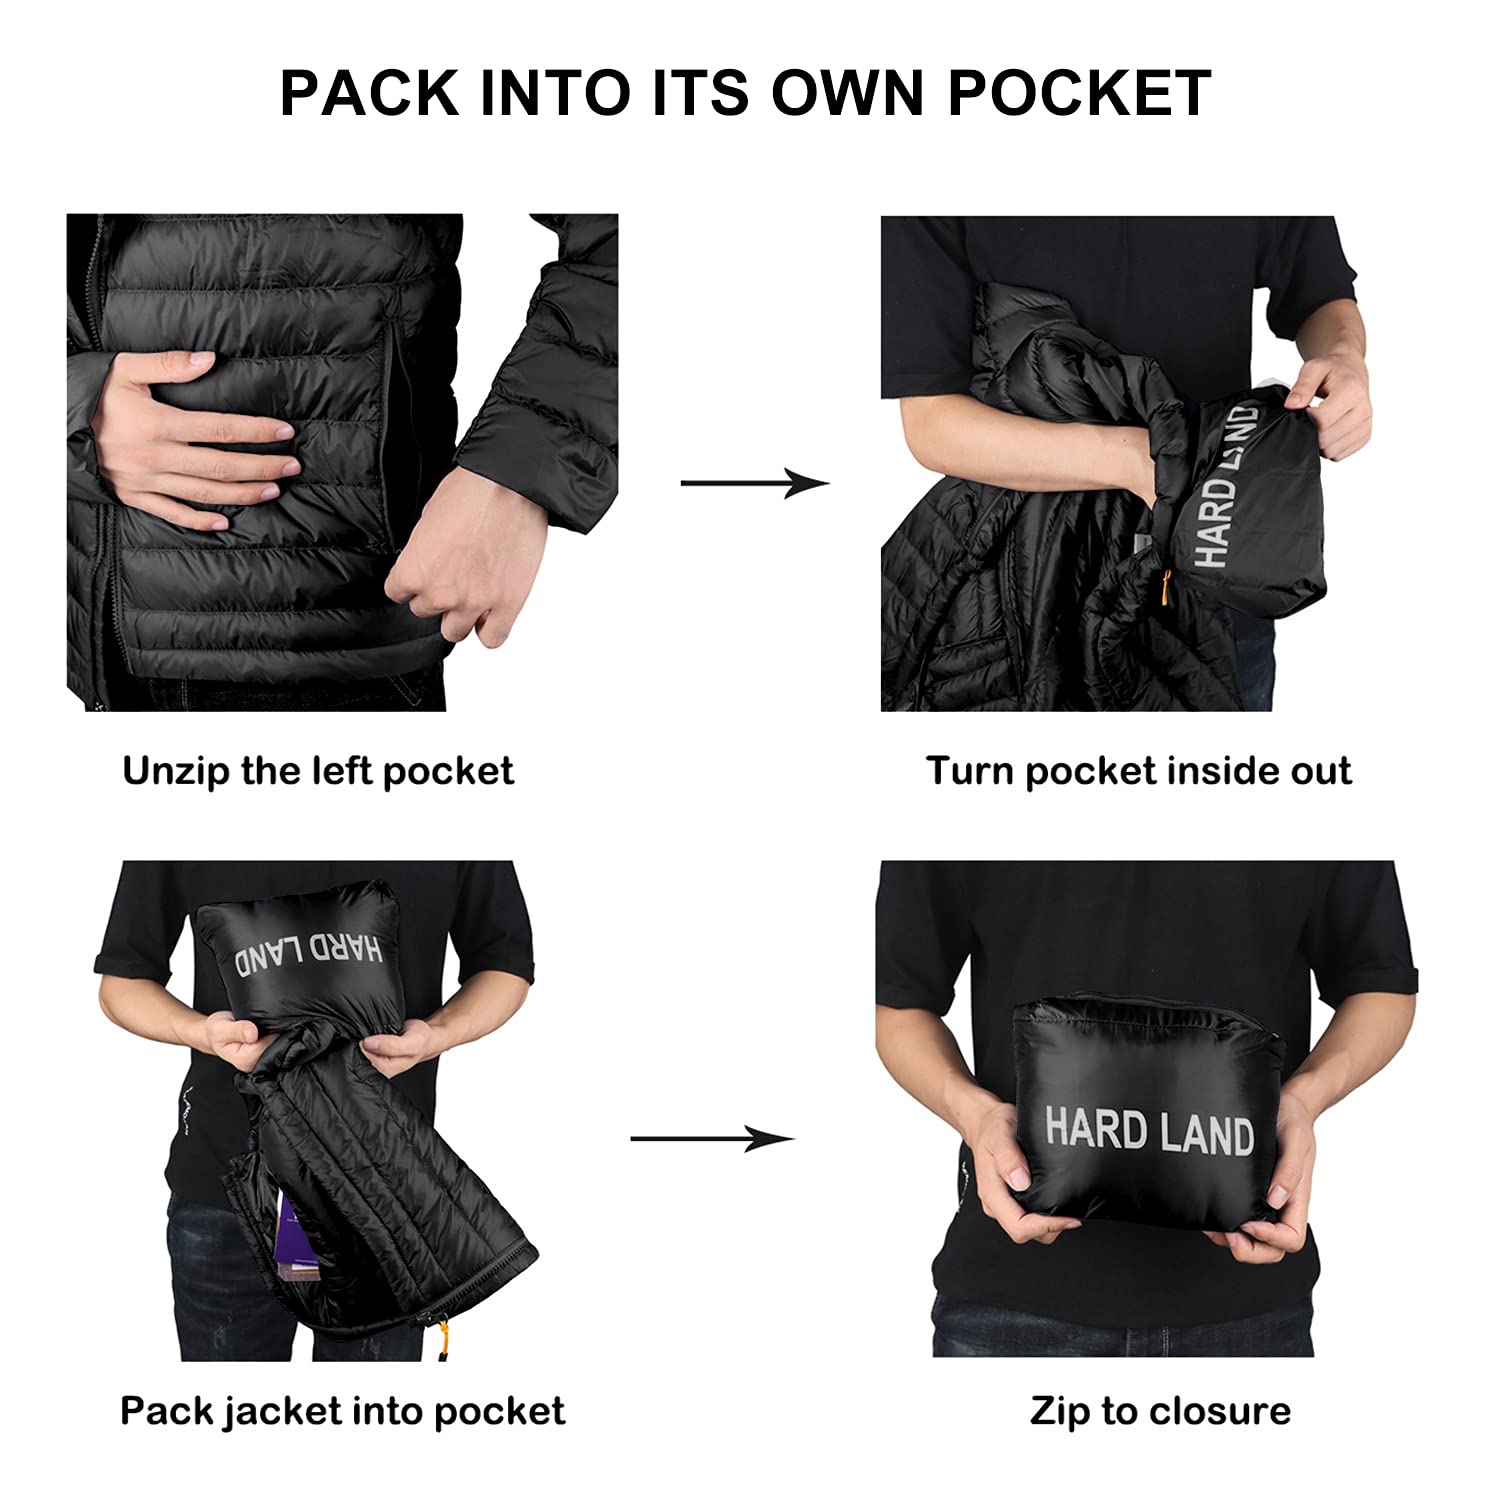 PACK INTO ITS OWN POCKET
HARD LAND
Unzip the left pocket
Turn pocket inside out
HARD LAND
HARD LAND
Pack jacket into pocket
Zip to closure